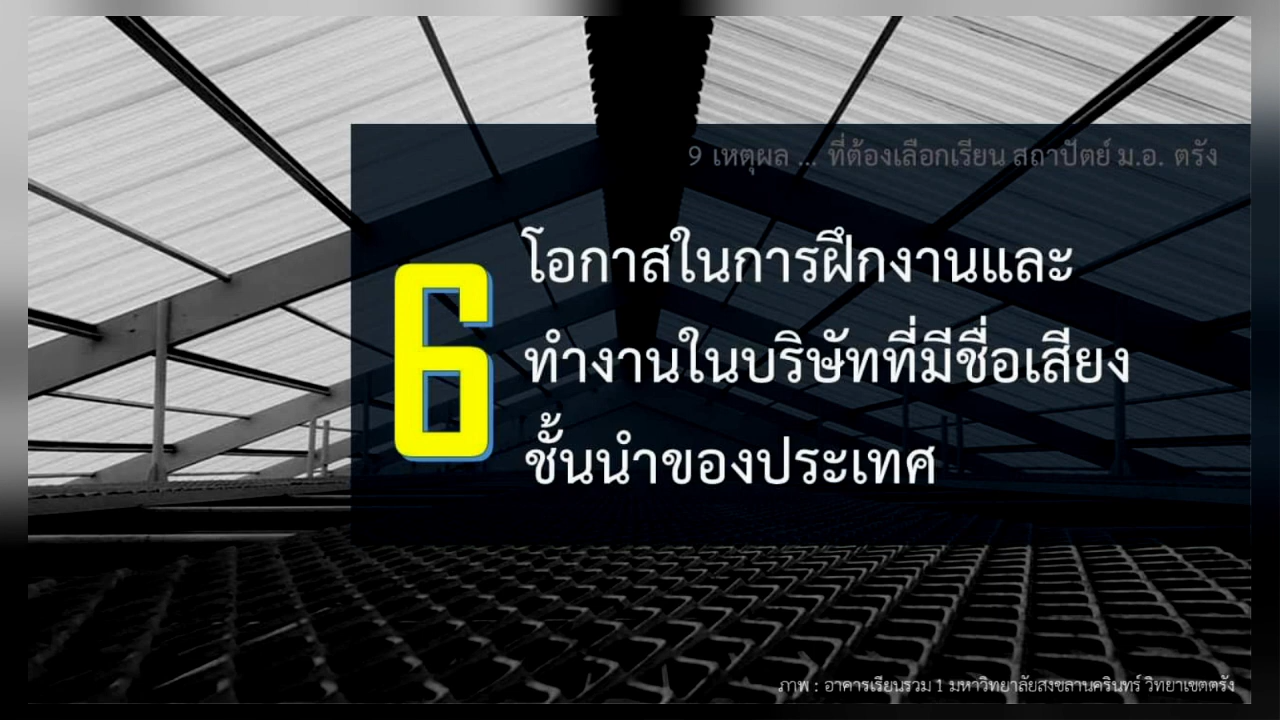 9 เหตุผล ... ที่ต้องเลือกเรียน สถาปัตย์ ม.อ. ตรัง
6
โอกาสในการฝึกงานและ
ทำงานในบริษัทที่มีชื่อเสียง
ชั้นนำของประเทศ
ภาพ : อาคารเรียนรวม 1 มหาวิทยาลัยสงขลานครินทร์ วิทยาเขตตรัง